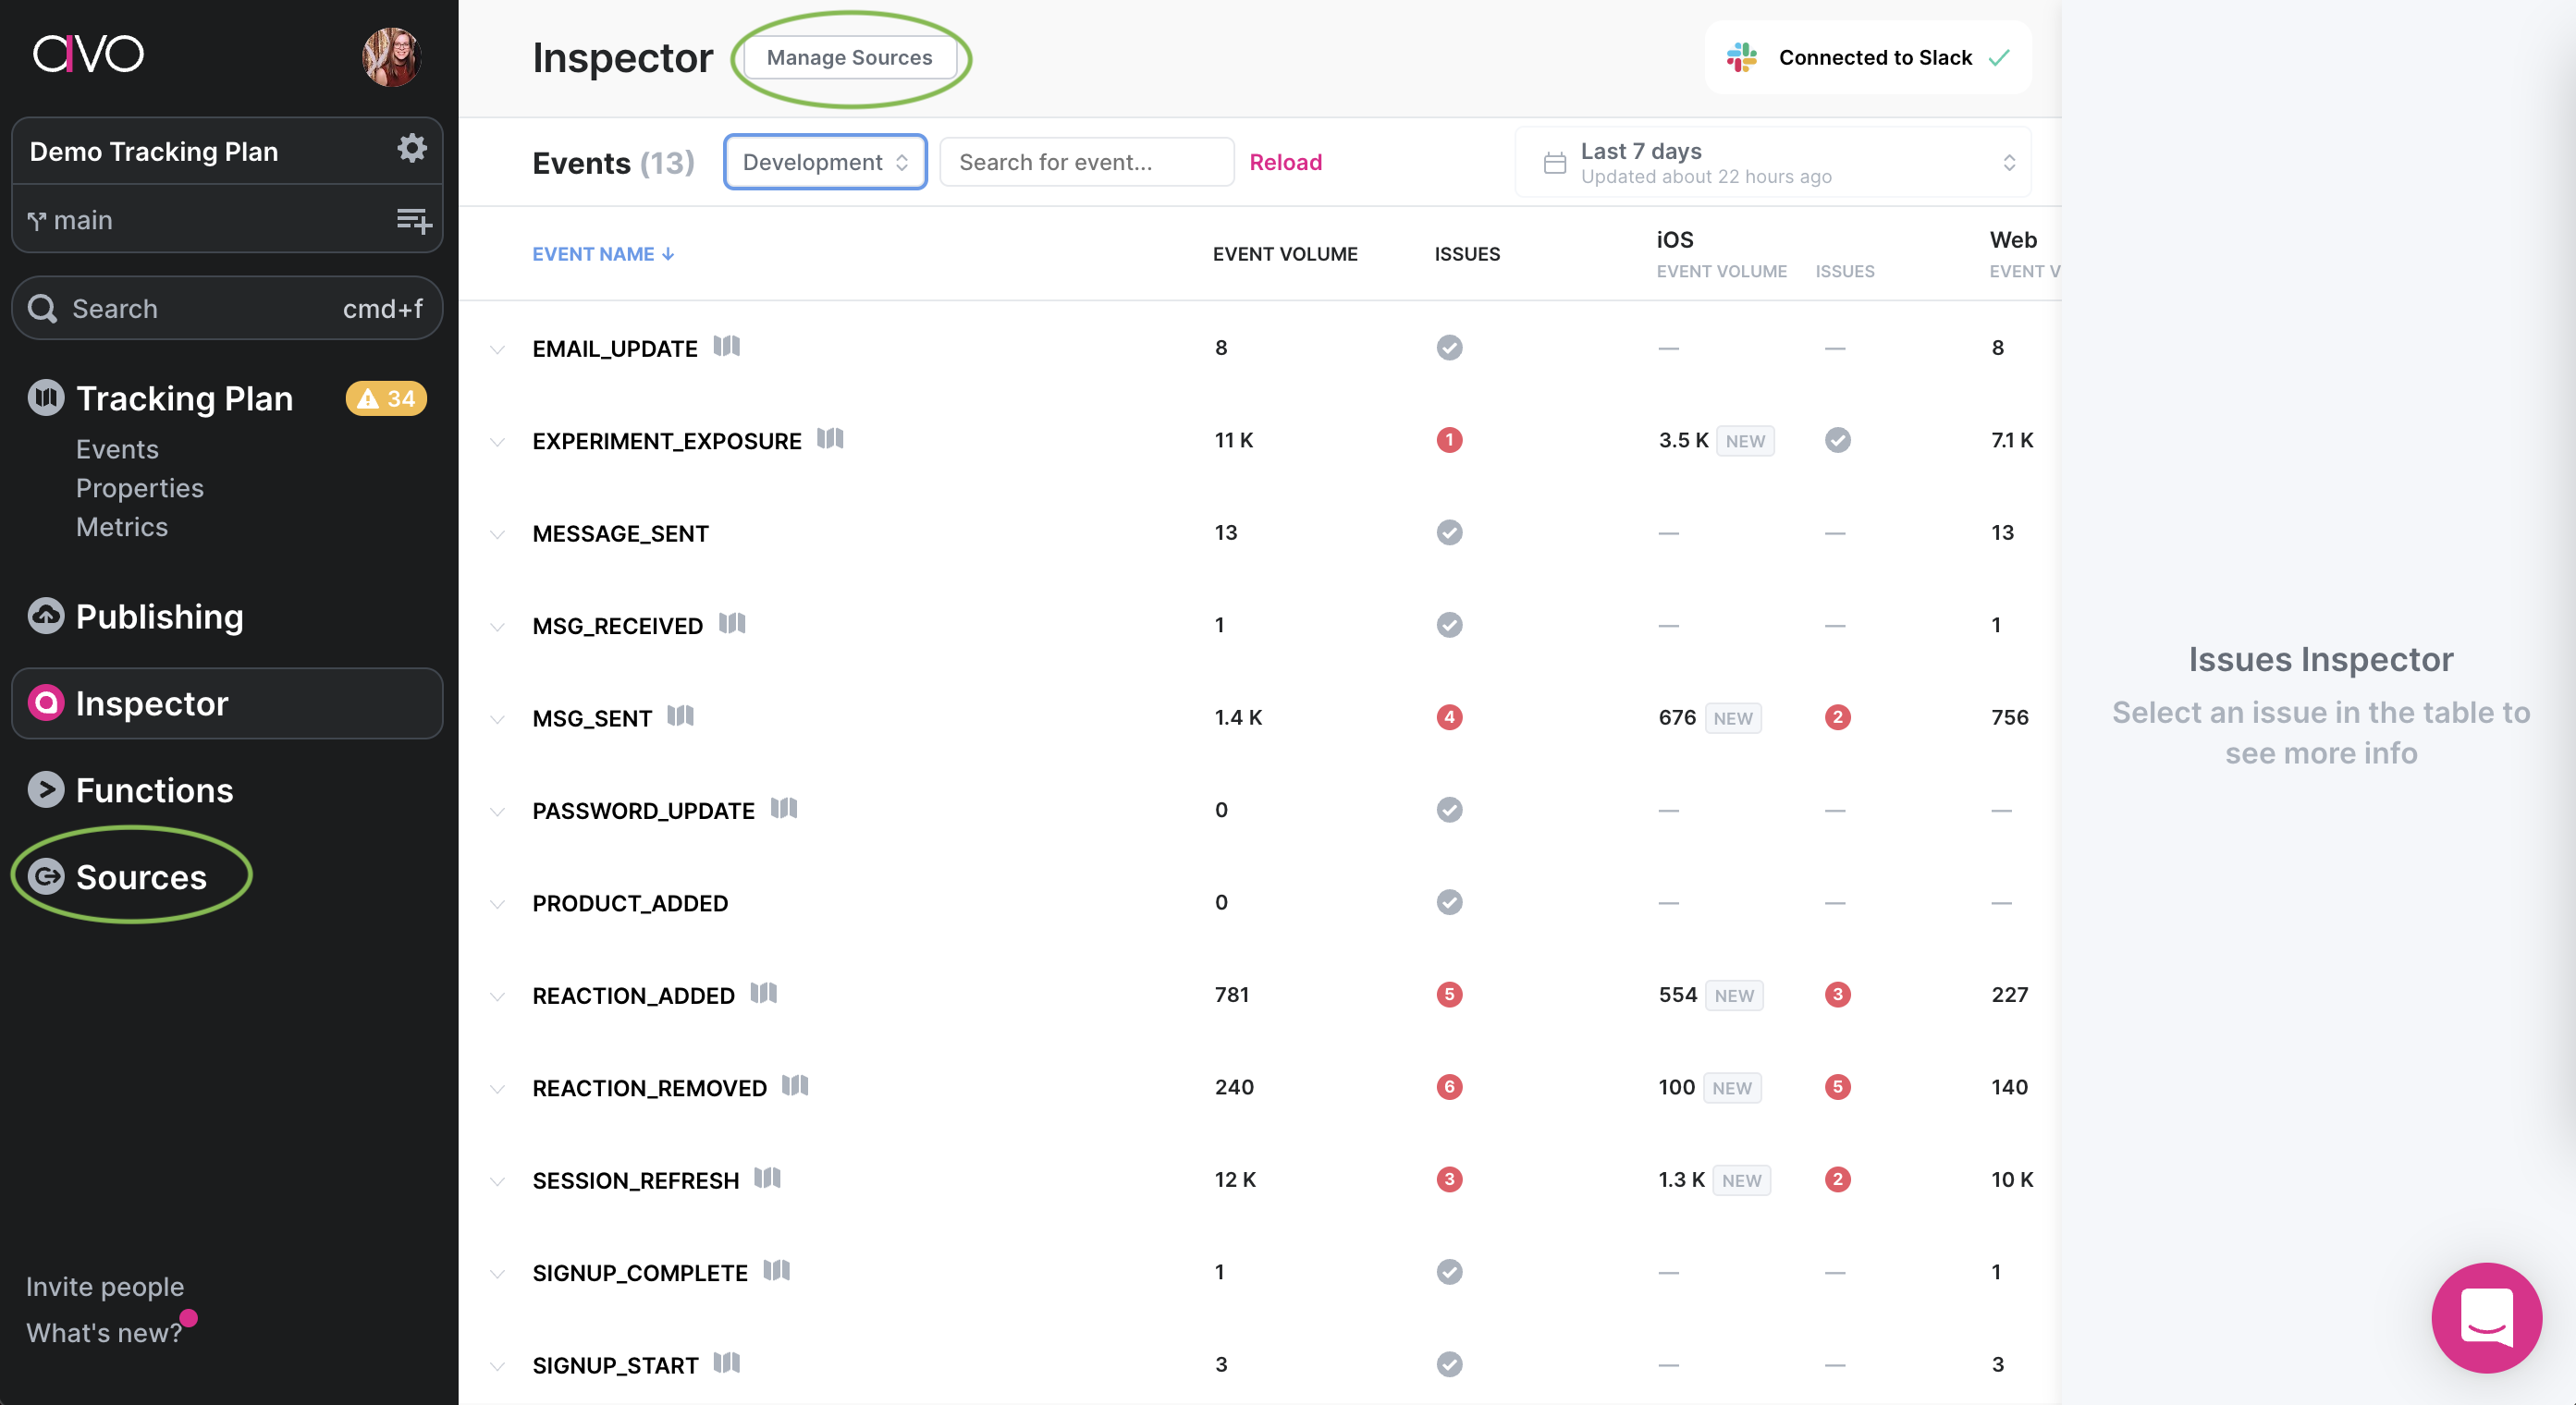 avo
Demo Tracking Plan
main
Search cmd+f
Tracking Plan 34
Events
Properties
Metrics
Publishing
Inspector
Functions
Sources
Invite people
What's new?
Inspector Manage Sources Connected to Slack
Events (13) Development Search for event... Reload Last 7 days
Updated about 22 hours ago
EVENT NAME EVENT VOLUME ISSUES iOS Web
EVENT VOLUME ISSUES EVENT V
EMAIL_UPDATE 8 — — 8
EXPERIMENT_EXPOSURE 11 K 1 3.5 K NEW 7.1 K
MESSAGE_SENT 13 — — 13
MSG_RECEIVED 1 — — 1
MSG_SENT 1.4 K 4 676 NEW 2 756
PASSWORD_UPDATE 0 — — —
PRODUCT_ADDED 0 — — —
REACTION_ADDED 781 5 554 NEW 3 227
REACTION_REMOVED 240 6 100 NEW 5 140
SESSION_REFRESH 12 K 3 1.3 K NEW 2 10 K
SIGNUP_COMPLETE 1 — — 1
SIGNUP_START 3 — — 3
Issues Inspector
Select an issue in the table to
see more info